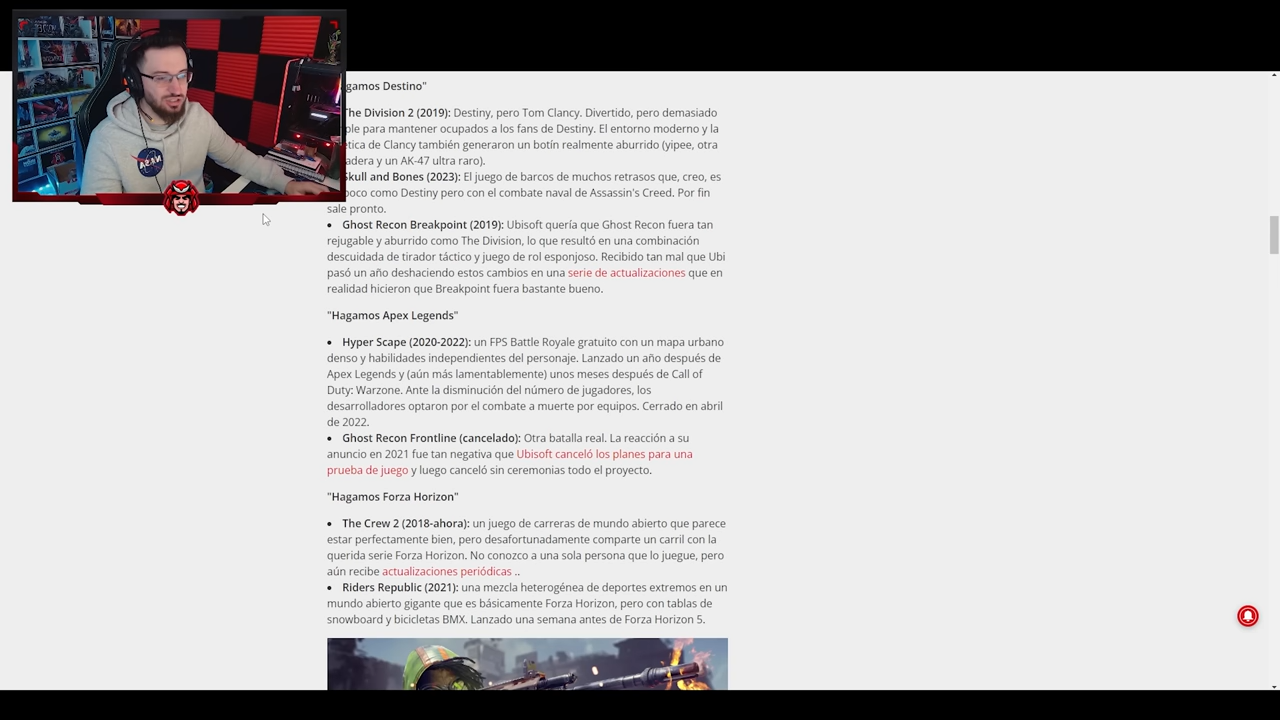 agamos Destino"
The Division 2 (2019): Destiny, pero Tom Clancy. Divertido, pero demasiado
ple para mantener ocupados a los fans de Destiny. El entorno moderno y la
tica de Clancy también generaron un botín realmente aburrido (yipee, otra
adera y un AK-47 ultra raro).
Skull and Bones (2023): El juego de barcos de muchos retrasos que, creo, es
poco como Destiny pero con el combate naval de Assassin's Creed. Por fin
sale pronto.
• Ghost Recon Breakpoint (2019): Ubisoft quería que Ghost Recon fuera tan
rejugable y aburrido como The Division, lo que resultó en una combinación
descuidada de tirador táctico y juego de rol esponjoso. Recibido tan mal que Ubi
pasó un año deshaciendo estos cambios en una serie de actualizaciones que en
realidad hicieron que Breakpoint fuera bastante bueno.
"Hagamos Apex Legends"
• Hyper Scape (2020-2022): un FPS Battle Royale gratuito con un mapa urbano
denso y habilidades independientes del personaje. Lanzado un año después de
Apex Legends y (aún más lamentablemente) unos meses después de Call of
Duty: Warzone. Ante la disminución del número de jugadores, los
desarrolladores optaron por el combate a muerte por equipos. Cerrado en abril
de 2022.
• Ghost Recon Frontline (cancelado): Otra batalla real. La reacción a su
anuncio en 2021 fue tan negativa que Ubisoft canceló los planes para una
prueba de juego y luego canceló sin ceremonias todo el proyecto.
"Hagamos Forza Horizon"
• The Crew 2 (2018-ahora): un juego de carreras de mundo abierto que parece
estar perfectamente bien, pero desafortunadamente comparte un carril con la
querida serie Forza Horizon. No conozco a una sola persona que lo juegue, pero
aún recibe actualizaciones periódicas ..
• Riders Republic (2021): una mezcla heterogénea de deportes extremos en un
mundo abierto gigante que es básicamente Forza Horizon, pero con tablas de
snowboard y bicicletas BMX. Lanzado una semana antes de Forza Horizon 5.